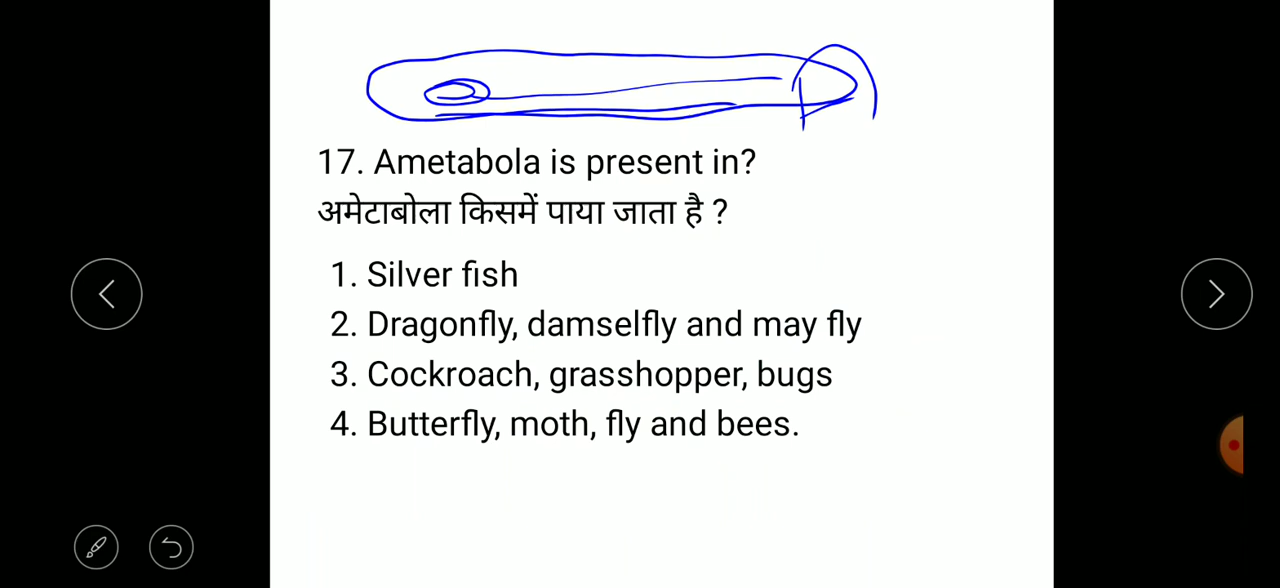 17. Ametabola is present in?
अमेटाबोला किसमें पाया जाता है ?
1. Silver fish
2. Dragonfly, damselfly and may fly
3. Cockroach, grasshopper, bugs
4. Butterfly, moth, fly and bees.